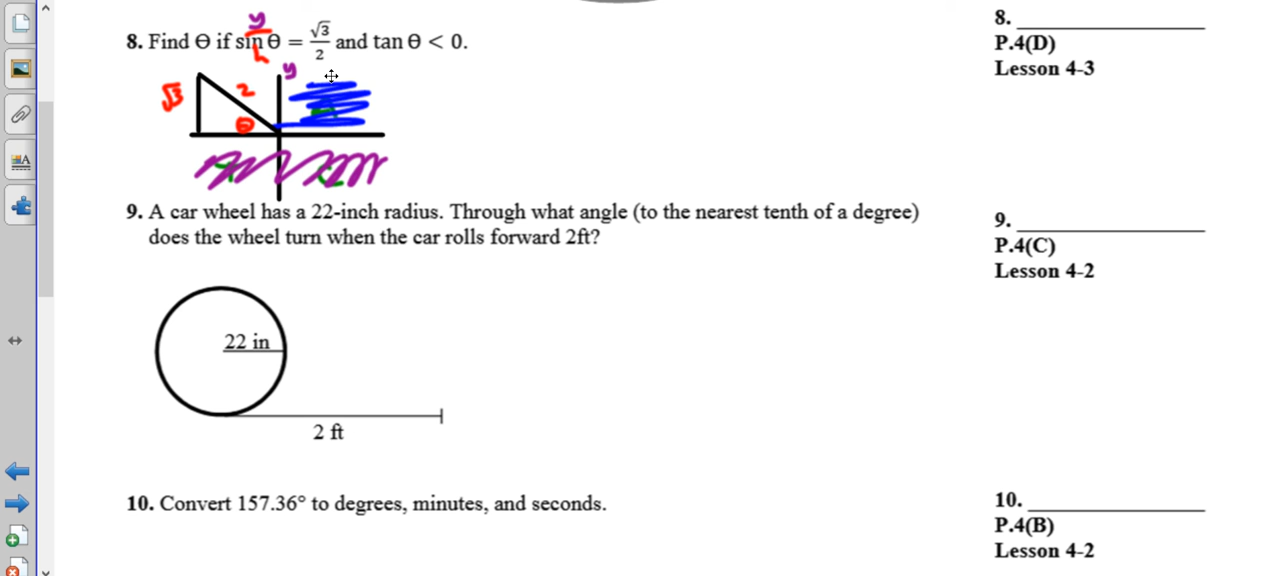 y
8. Find Θ if sin Θ = √3/2 and tan Θ < 0.
h
y
√3
2
Θ
9. A car wheel has a 22-inch radius. Through what angle (to the nearest tenth of a degree)
does the wheel turn when the car rolls forward 2ft?
22 in
2 ft
10. Convert 157.36° to degrees, minutes, and seconds.
8. ____________________
P.4(D)
Lesson 4-3
9. ____________________
P.4(C)
Lesson 4-2
10. ____________________
P.4(B)
Lesson 4-2